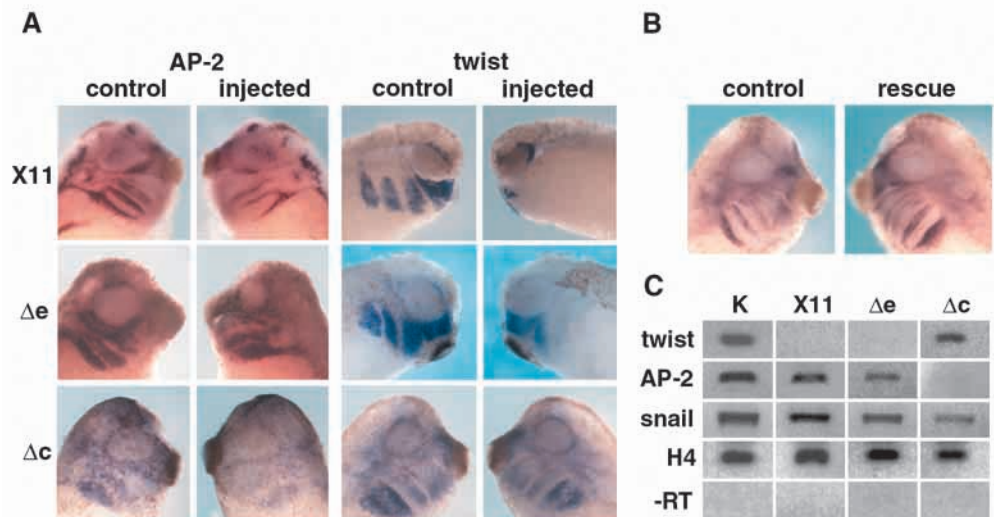 A
B
AP-2 twist
control injected control injected
control rescue
X11
Δe
Δc
C
K X11 Δe Δc
twist
AP-2
snail
H4
-RT